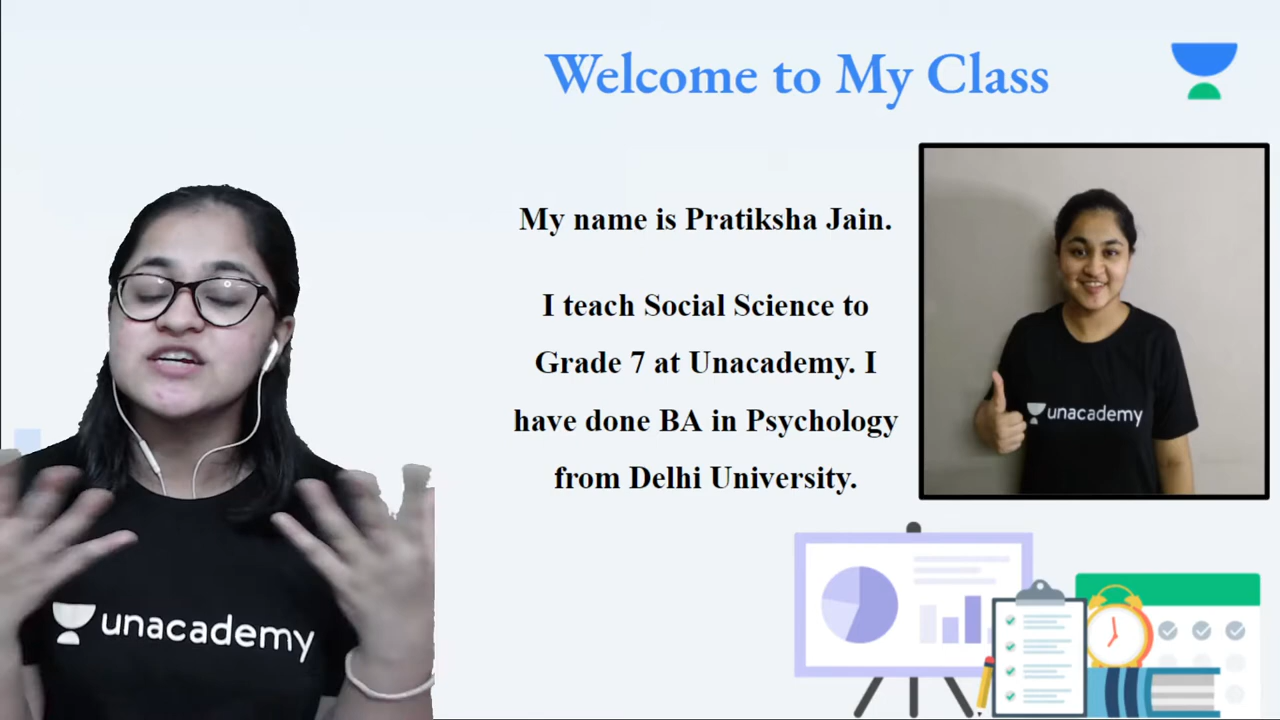 Welcome to My Class
My name is Pratiksha Jain.
I teach Social Science to
Grade 7 at Unacademy. I
have done BA in Psychology
from Delhi University.
unacademy
unacademy